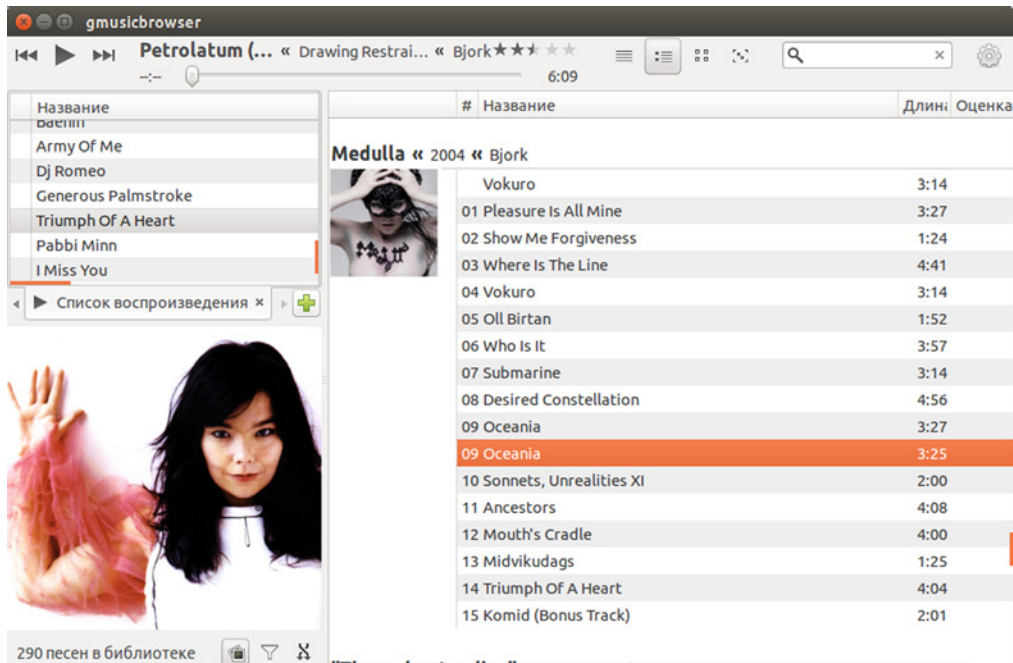 gmusicbrowser
Petrolatum (... « Drawing Restrai... « Bjork
--:-- 6:09
Название
Army Of Me
Dj Romeo
Generous Palmstroke
Triumph Of A Heart
Pabbi Minn
I Miss You
Список воспроизведения ×
290 песен в библиотеке
# Название Длина Оценка
Medulla « 2004 « Bjork
Vokuro 3:14
01 Pleasure Is All Mine 3:27
02 Show Me Forgiveness 1:24
03 Where Is The Line 4:41
04 Vokuro 3:14
05 Oll Birtan 1:52
06 Who Is It 3:57
07 Submarine 3:14
08 Desired Constellation 4:56
09 Oceania 3:27
09 Oceania 3:25
10 Sonnets, Unrealities XI 2:00
11 Ancestors 4:08
12 Mouth's Cradle 4:00
13 Midvikudags 1:25
14 Triumph Of A Heart 4:04
15 Komid (Bonus Track) 2:01